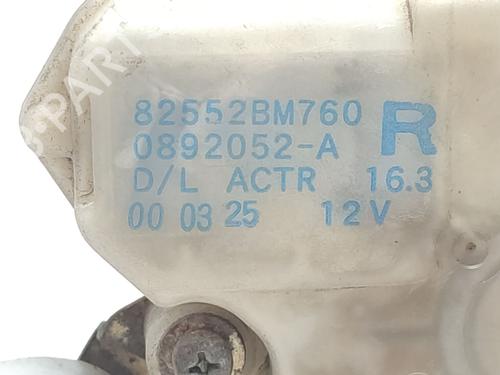 82552BM760
0892052-A R
D/L ACTR 16.3
00 03 25 12V